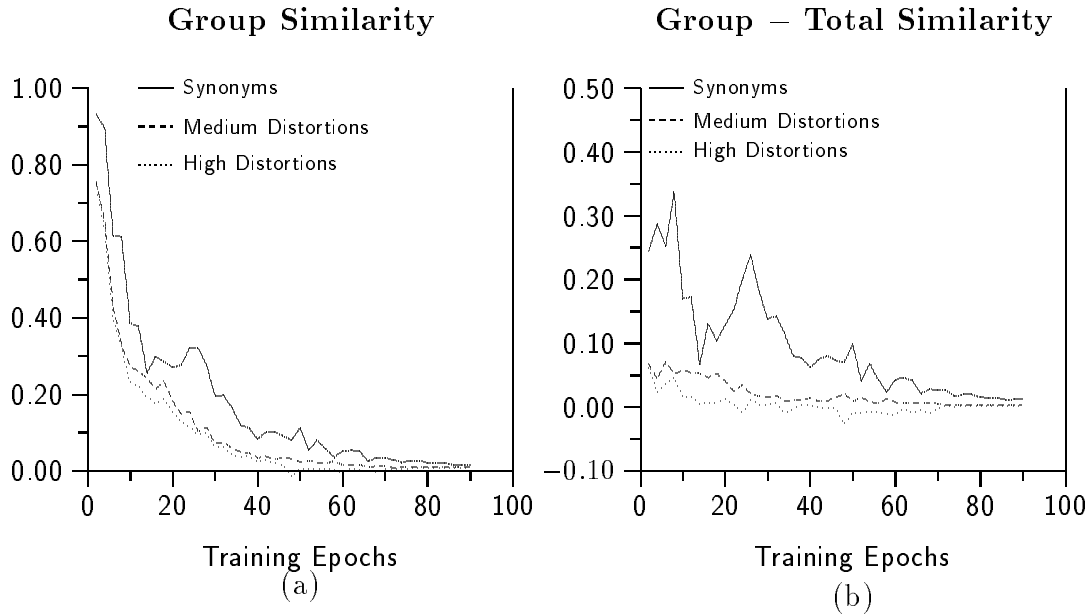 Group Similarity
1.00
0.80
0.60
0.40
0.20
0.00
Synonyms
Medium Distortions
High Distortions
0 20 40 60 80 100
Training Epochs
(a)
Group – Total Similarity
0.50
0.40
0.30
0.20
0.10
0.00
−0.10
Synonyms
Medium Distortions
High Distortions
0 20 40 60 80 100
Training Epochs
(b)